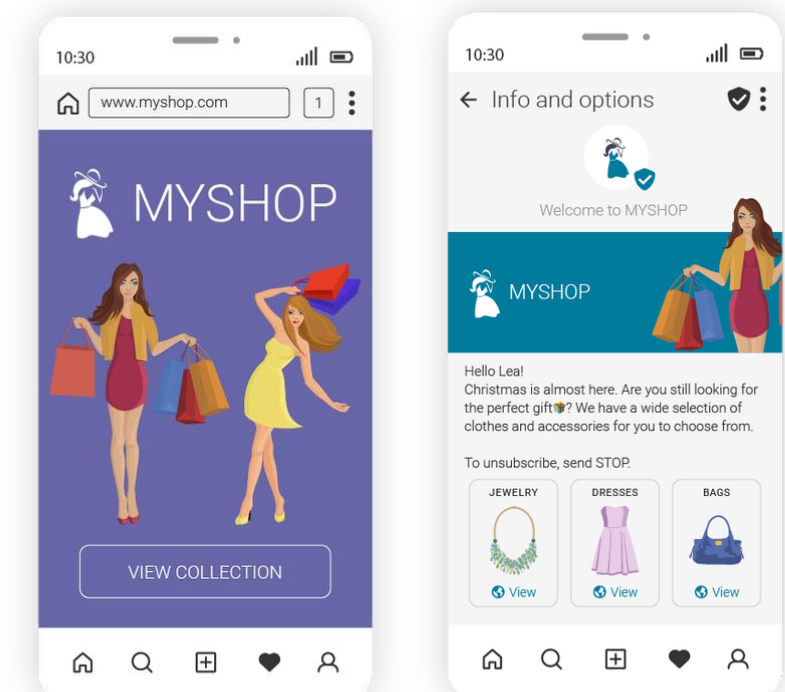 10:30
www.myshop.com
1
MYSHOP
VIEW COLLECTION
10:30
Info and options
Welcome to MYSHOP
MYSHOP
Hello Lea!
Christmas is almost here. Are you still looking for
the perfect gift🎁? We have a wide selection of
clothes and accessories for you to choose from.
To unsubscribe, send STOP.
JEWELRY
DRESSES
BAGS
View
View
View